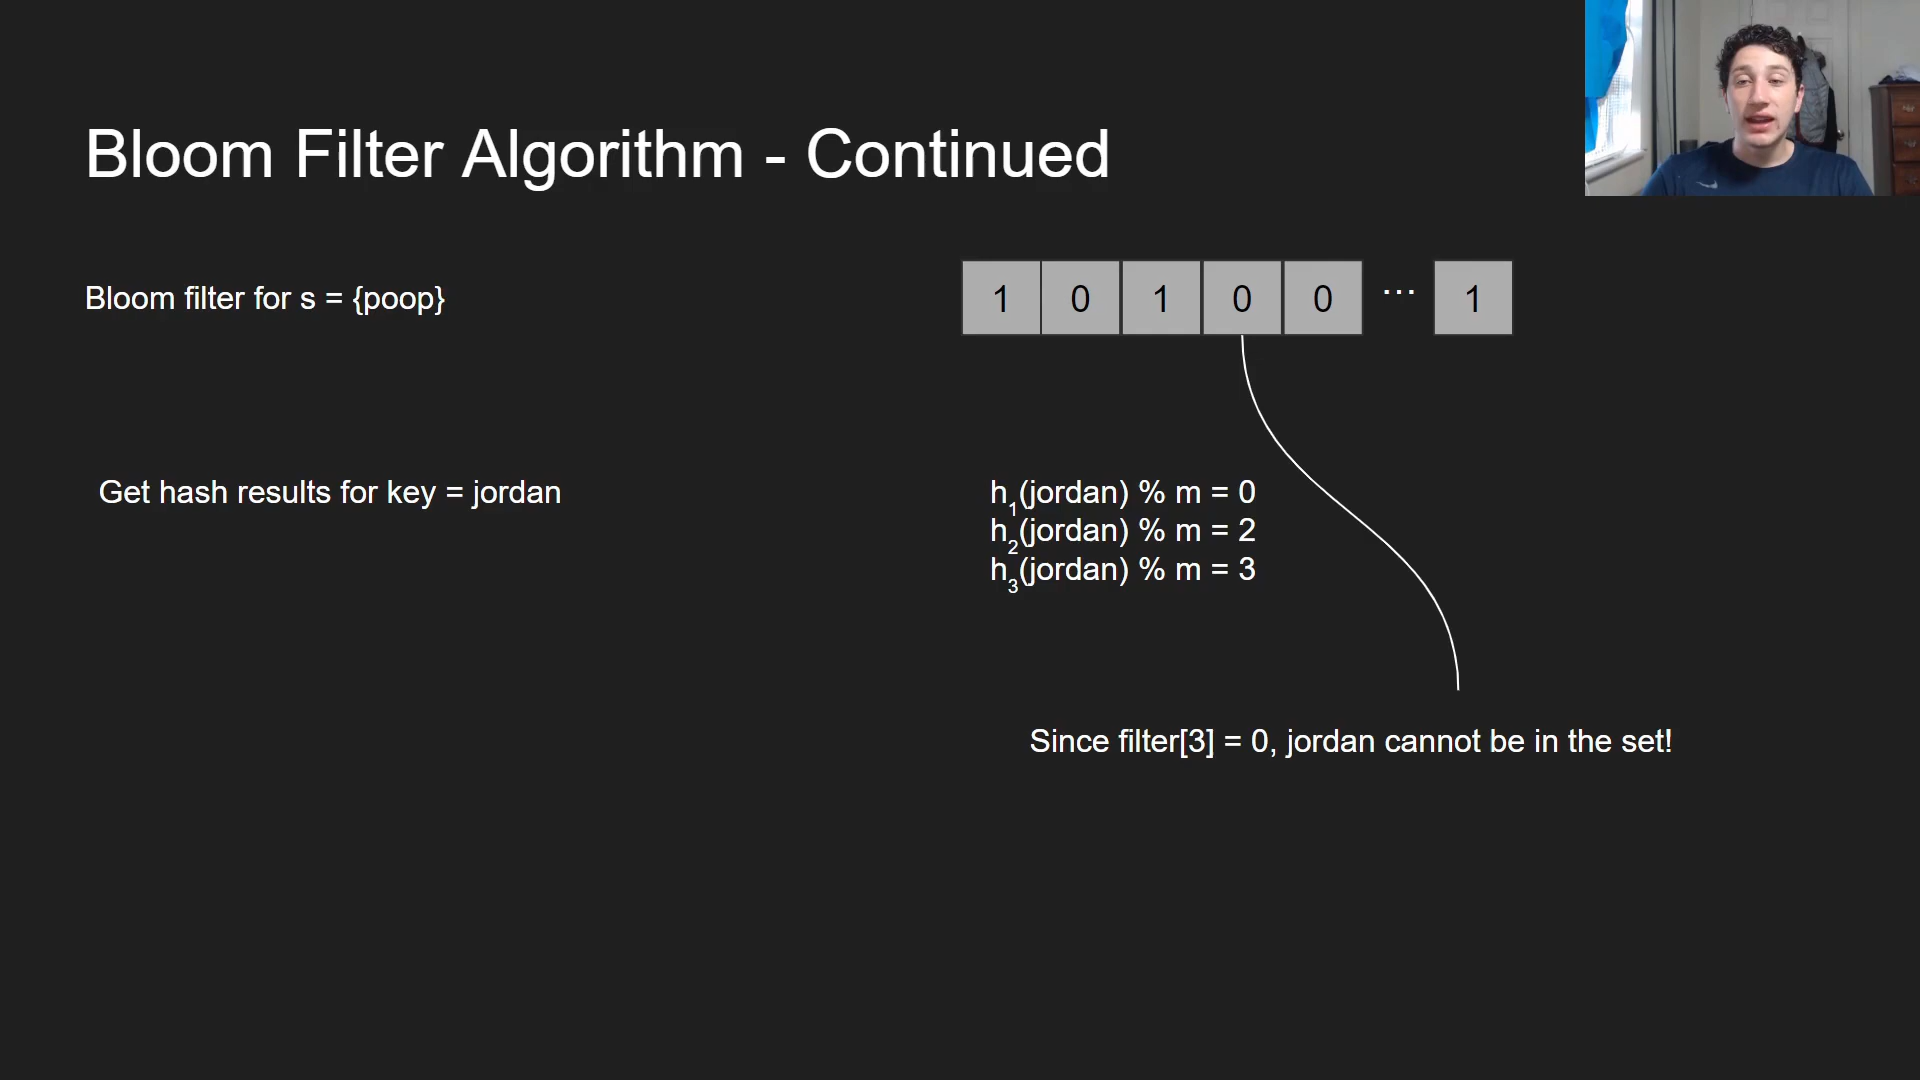 Bloom Filter Algorithm - Continued
Bloom filter for s = {poop}
1 0 1 0 0 ... 1
Get hash results for key = jordan
h1(jordan) % m = 0
h2(jordan) % m = 2
h3(jordan) % m = 3
Since filter[3] = 0, jordan cannot be in the set!